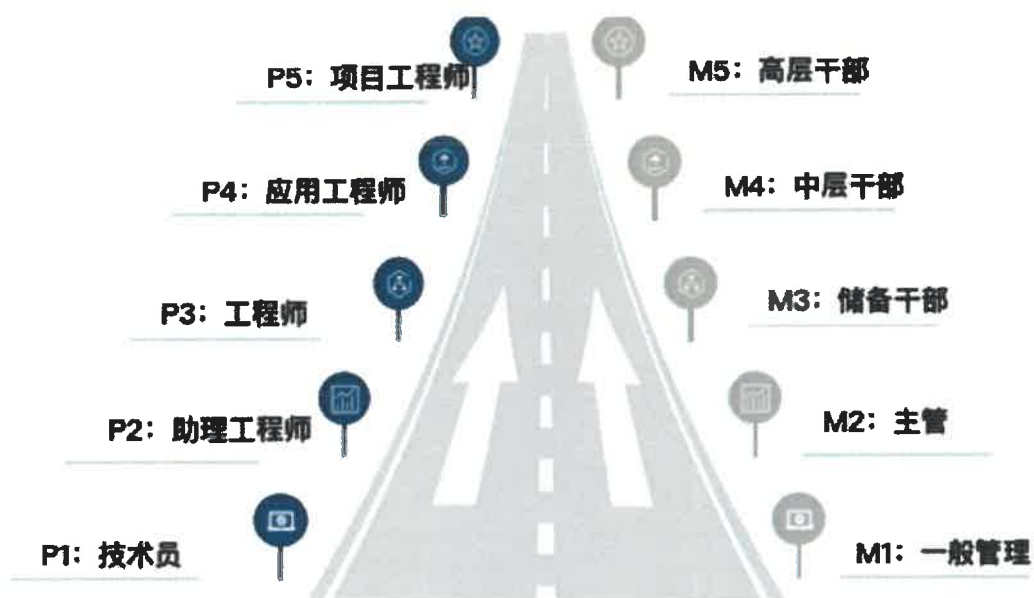 P5：项目工程师
M5：高层干部
P4：应用工程师
M4：中层干部
P3：工程师
M3：储备干部
P2：助理工程师
M2：主管
P1：技术员
M1：一般管理